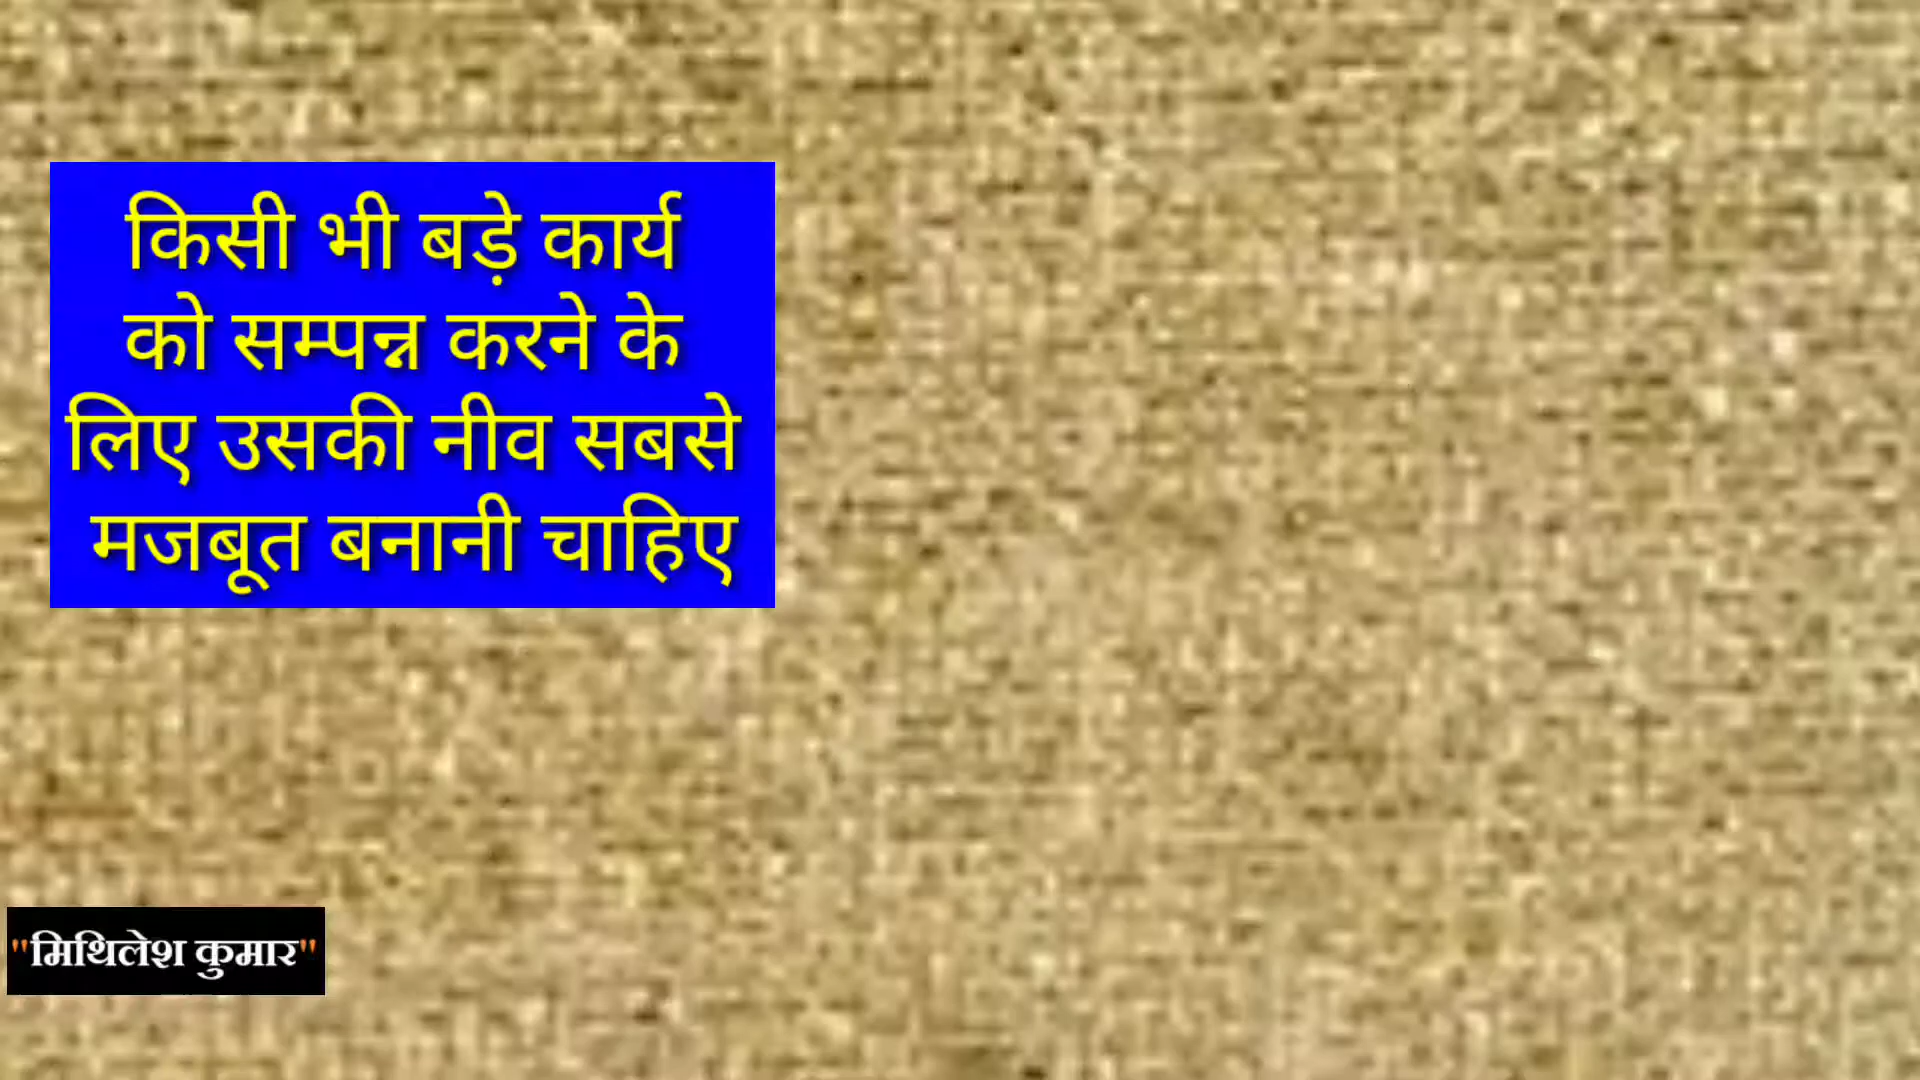 किसी भी बड़े कार्य
को सम्पन्न करने के
लिए उसकी नीव सबसे
मजबूत बनानी चाहिए
"मिथिलेश कुमार"